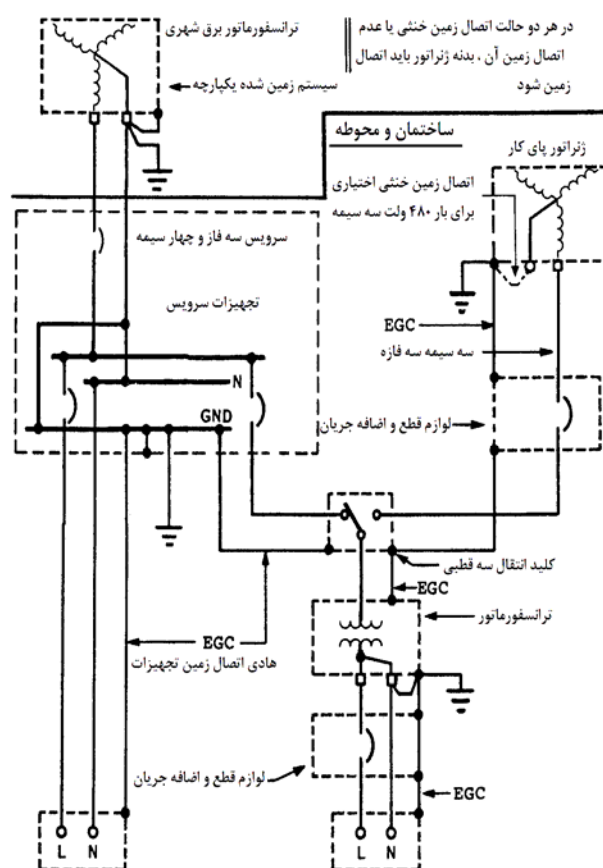 در هر دو حالت اتصال زمین خنثی یا عدم
اتصال زمین آن ، بدنه ژنراتور باید اتصال
زمین شود
ترانسفورماتور برق شهری
سیستم زمین شده یکپارچه
ساختمان و محوطه
ژنراتور پای کار
اتصال زمین خنثی اختیاری
برای بار ۴۸۰ ولت سه سیمه
سرویس سه فاز و چهار سیمه
تجهیزات سرویس
EGC
سه سیمه سه فازه
N
GND
لوازم قطع و اضافه جریان
کلید انتقال سه قطبی
EGC
ترانسفورماتور
EGC
هادی اتصال زمین تجهیزات
لوازم قطع و اضافه جریان
EGC
L N
L N